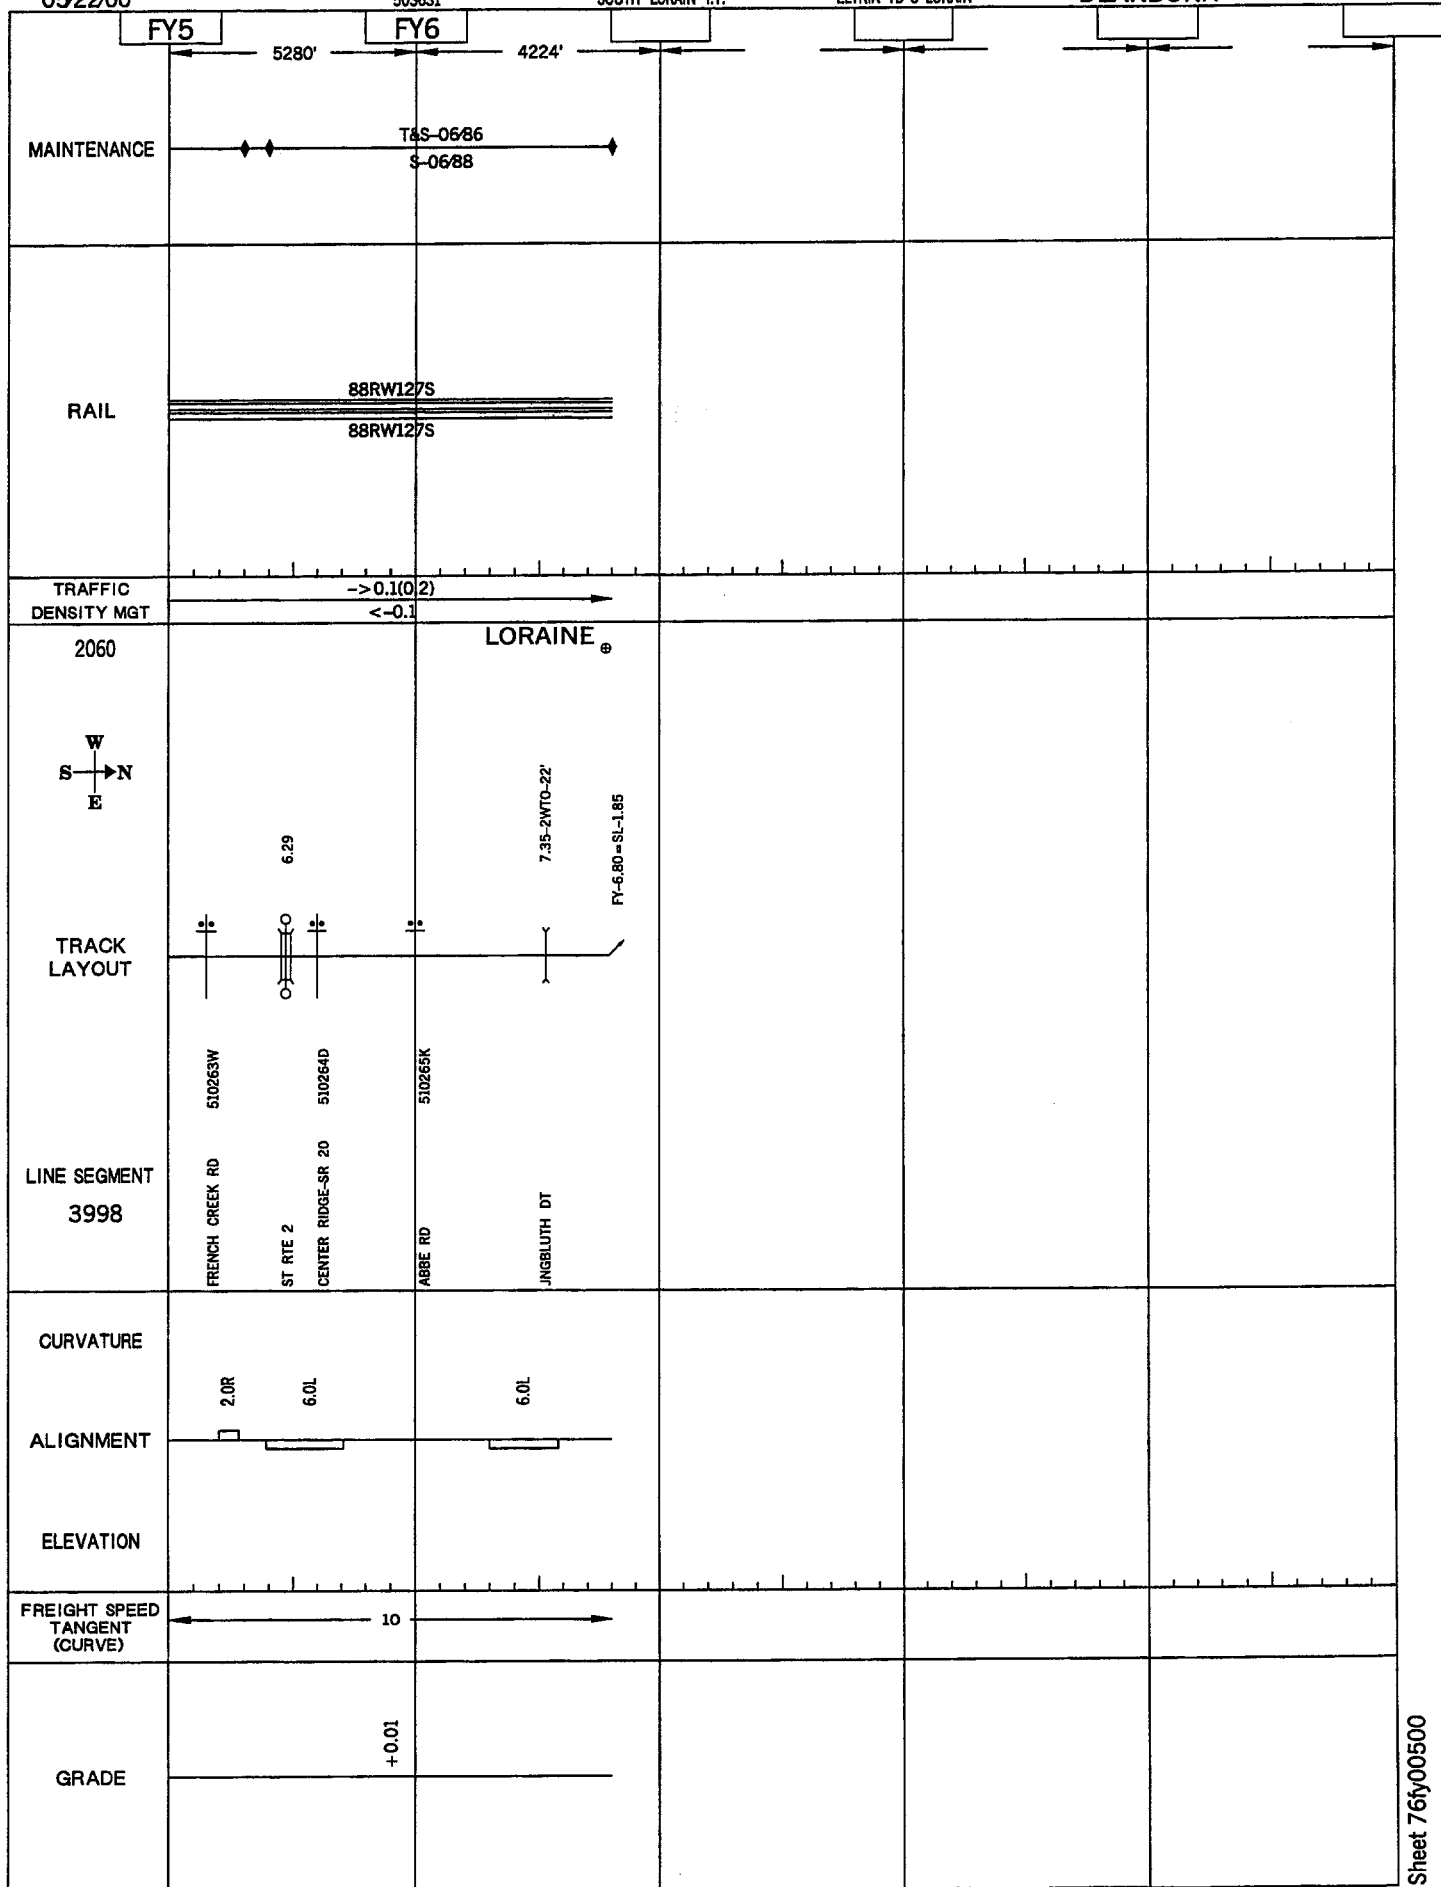 FY5
FY6
5280'
4224'
MAINTENANCE
T&S-06/86
S-06/88
RAIL
88RW127S
88RW127S
TRAFFIC
DENSITY MGT
->0.1(0.2)
<-0.1
2060
LORAINE
W
S
N
E
6.29
7.35-2WTO-22'
FY-6.80=SL-1.85
TRACK
LAYOUT
510263W
510264D
510265K
LINE SEGMENT
3998
FRENCH CREEK RD
ST RTE 2
CENTER RIDGE-SR 20
ABBE RD
JNGBLUTH DT
CURVATURE
2.0R
6.0L
6.0L
ALIGNMENT
ELEVATION
FREIGHT SPEED
TANGENT
(CURVE)
10
GRADE
+0.01
Sheet 76fy00500